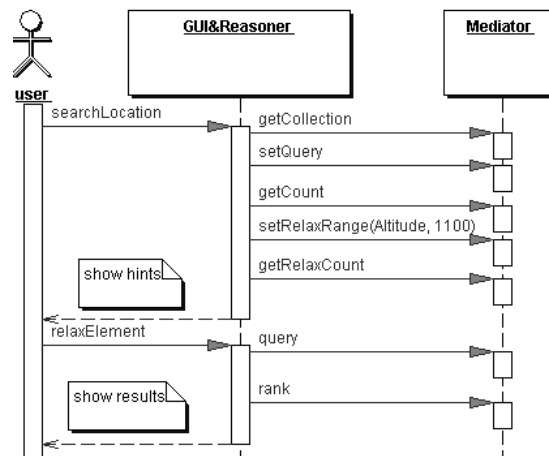 GUI&Reasoner
Mediator
user
searchLocation
getCollection
setQuery
getCount
setRelaxRange(Altitude, 1100)
getRelaxCount
show hints
relaxElement
query
show results
rank